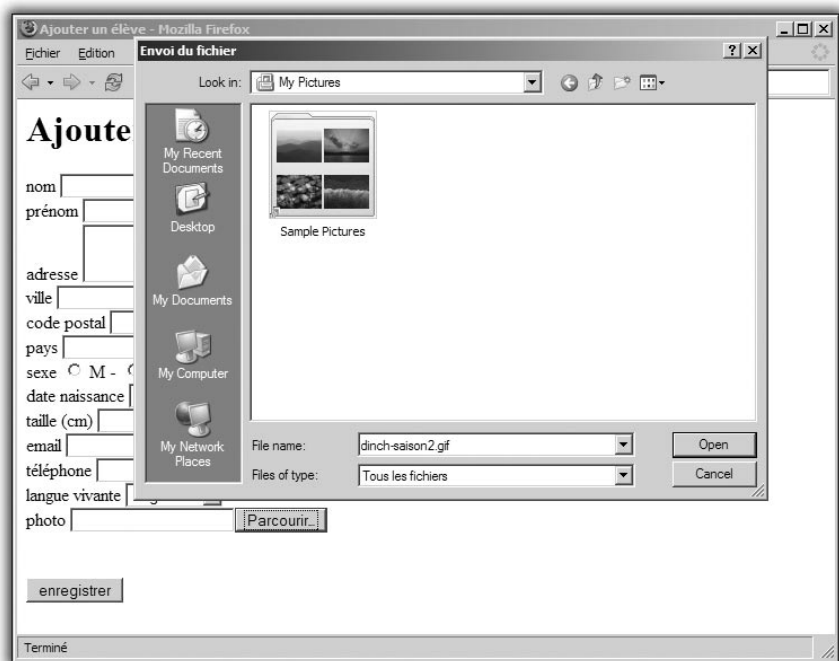 Ajouter un élève - Mozilla Firefox
Fichier Edition
Envoi du fichier
Look in: My Pictures
Ajoute
My Recent
Documents
Desktop
My Documents
My Computer
My Network
Places
Sample Pictures
nom
prénom
adresse
ville
code postal
pays
sexe M -
date naissance
taille (cm)
email
téléphone
langue vivante
photo Parcourir...
File name: dinch-saison2.gif Open
Files of type: Tous les fichiers Cancel
enregistrer
Terminé